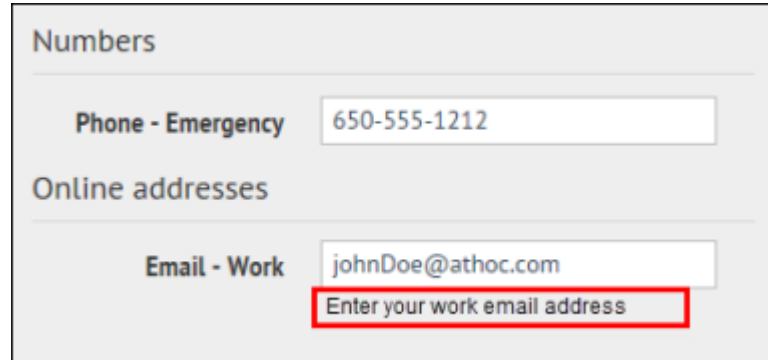 Numbers
Phone - Emergency 650-555-1212
Online addresses
Email - Work johnDoe@athoc.com
Enter your work email address